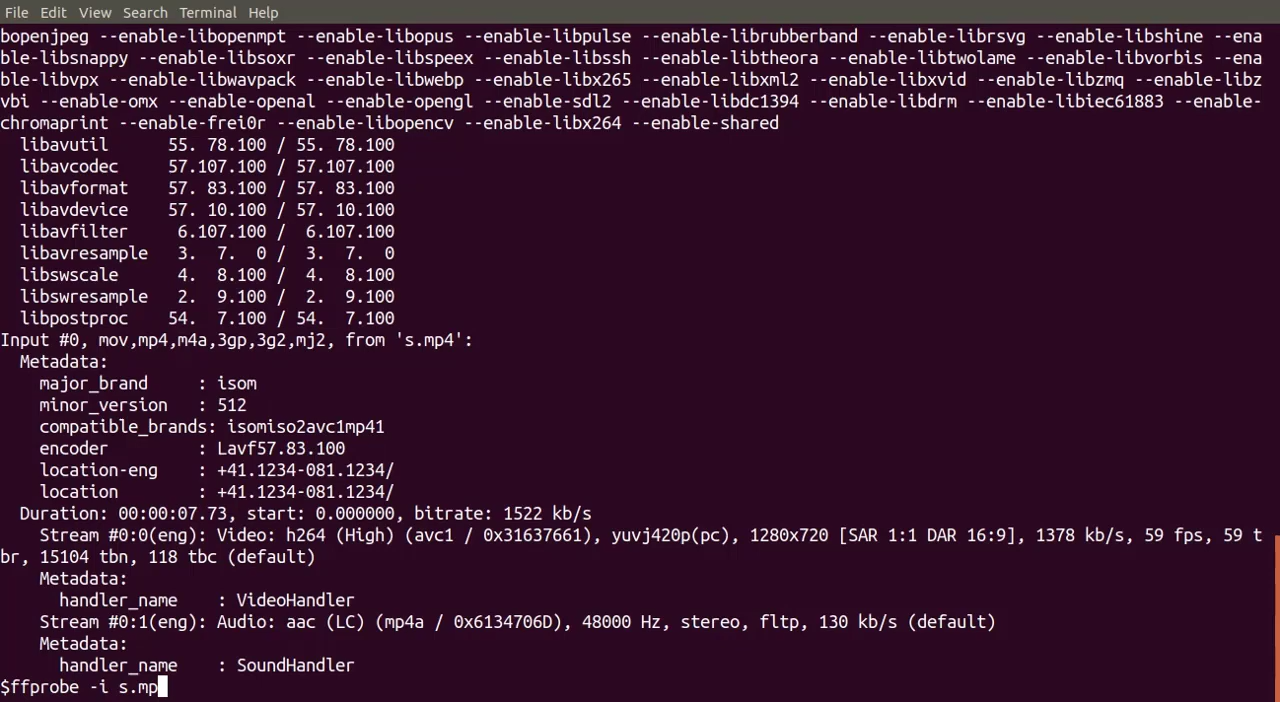 File Edit View Search Terminal Help
bopenjpeg --enable-libopenmpt --enable-libopus --enable-libpulse --enable-librubberband --enable-librsvg --enable-libshine --ena
ble-libsnappy --enable-libsoxr --enable-libspeex --enable-libssh --enable-libtheora --enable-libtwolame --enable-libvorbis --ena
ble-libvpx --enable-libwavpack --enable-libwebp --enable-libx265 --enable-libxml2 --enable-libxvid --enable-libzmq --enable-libz
vbi --enable-omx --enable-openal --enable-opengl --enable-sdl2 --enable-libdc1394 --enable-libdrm --enable-libiec61883 --enable-
chromaprint --enable-frei0r --enable-libopencv --enable-libx264 --enable-shared
  libavutil      55. 78.100 / 55. 78.100
  libavcodec     57.107.100 / 57.107.100
  libavformat    57. 83.100 / 57. 83.100
  libavdevice    57. 10.100 / 57. 10.100
  libavfilter     6.107.100 /  6.107.100
  libavresample   3.  7.  0 /  3.  7.  0
  libswscale      4.  8.100 /  4.  8.100
  libswresample   2.  9.100 /  2.  9.100
  libpostproc    54.  7.100 / 54.  7.100
Input #0, mov,mp4,m4a,3gp,3g2,mj2, from 's.mp4':
  Metadata:
    major_brand     : isom
    minor_version   : 512
    compatible_brands: isomiso2avc1mp41
    encoder         : Lavf57.83.100
    location-eng    : +41.1234-081.1234/
    location        : +41.1234-081.1234/
  Duration: 00:00:07.73, start: 0.000000, bitrate: 1522 kb/s
    Stream #0:0(eng): Video: h264 (High) (avc1 / 0x31637661), yuvj420p(pc), 1280x720 [SAR 1:1 DAR 16:9], 1378 kb/s, 59 fps, 59 t
br, 15104 tbn, 118 tbc (default)
    Metadata:
      handler_name    : VideoHandler
    Stream #0:1(eng): Audio: aac (LC) (mp4a / 0x6134706D), 48000 Hz, stereo, fltp, 130 kb/s (default)
    Metadata:
      handler_name    : SoundHandler
$ffprobe -i s.mp